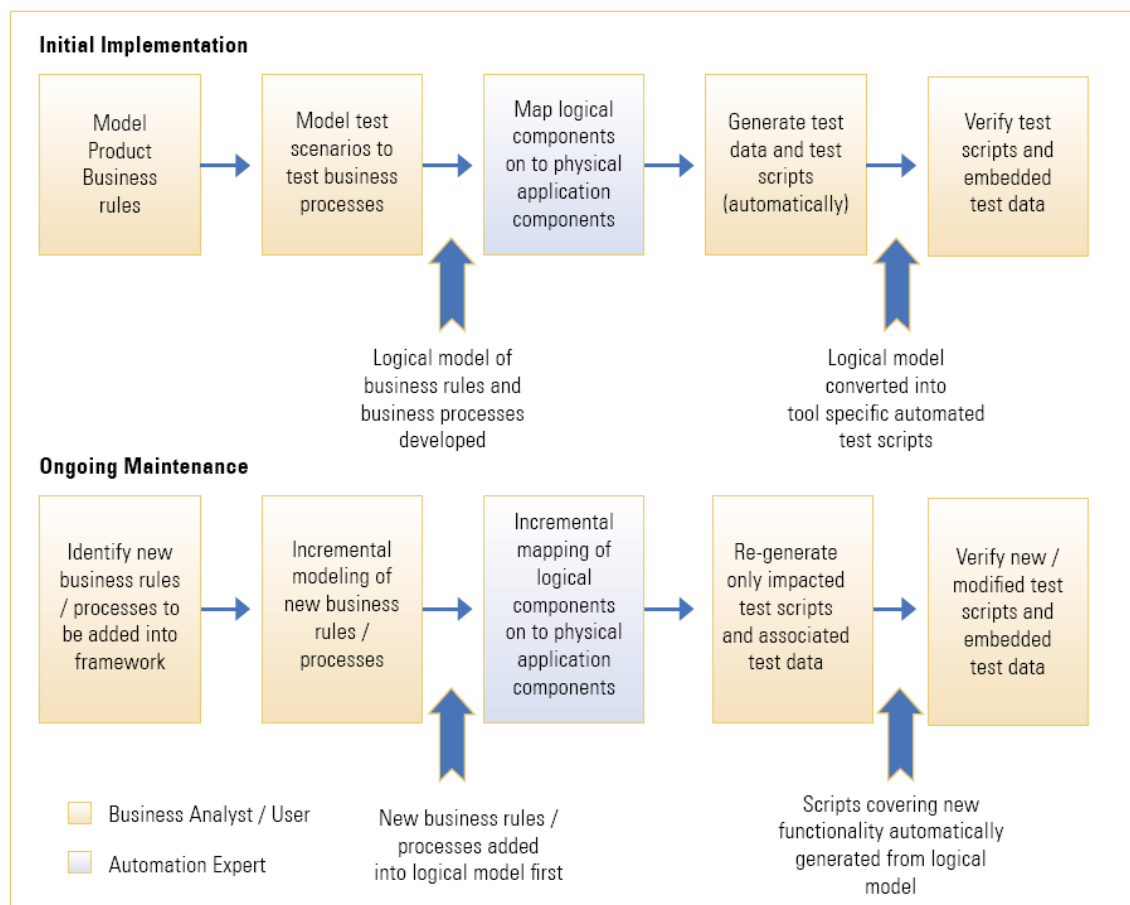 Initial Implementation
Model
Product
Business
rules
Model test
scenarios to
test business
processes
Map logical
components
on to physical
application
components
Generate test
data and test
scripts
(automatically)
Verify test
scripts and
embedded
test data
Logical model of
business rules and
business processes
developed
Logical model
converted into
tool specific automated
test scripts
Ongoing Maintenance
Identify new
business rules
/ processes to
be added into
framework
Incremental
modeling of
new business
rules /
processes
Incremental
mapping of
logical
components
on to physical
application
components
Re-generate
only impacted
test scripts
and associated
test data
Verify new /
modified test
scripts and
embedded
test data
Business Analyst / User
Automation Expert
New business rules /
processes added
into logical model first
Scripts covering new
functionality automatically
generated from logical
model